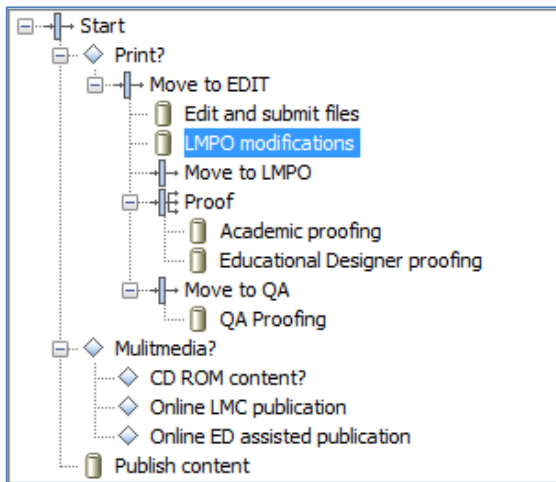 Start
Print?
Move to EDIT
Edit and submit files
LMPO modifications
Move to LMPO
Proof
Academic proofing
Educational Designer proofing
Move to QA
QA Proofing
Mulitmedia?
CD ROM content?
Online LMC publication
Online ED assisted publication
Publish content